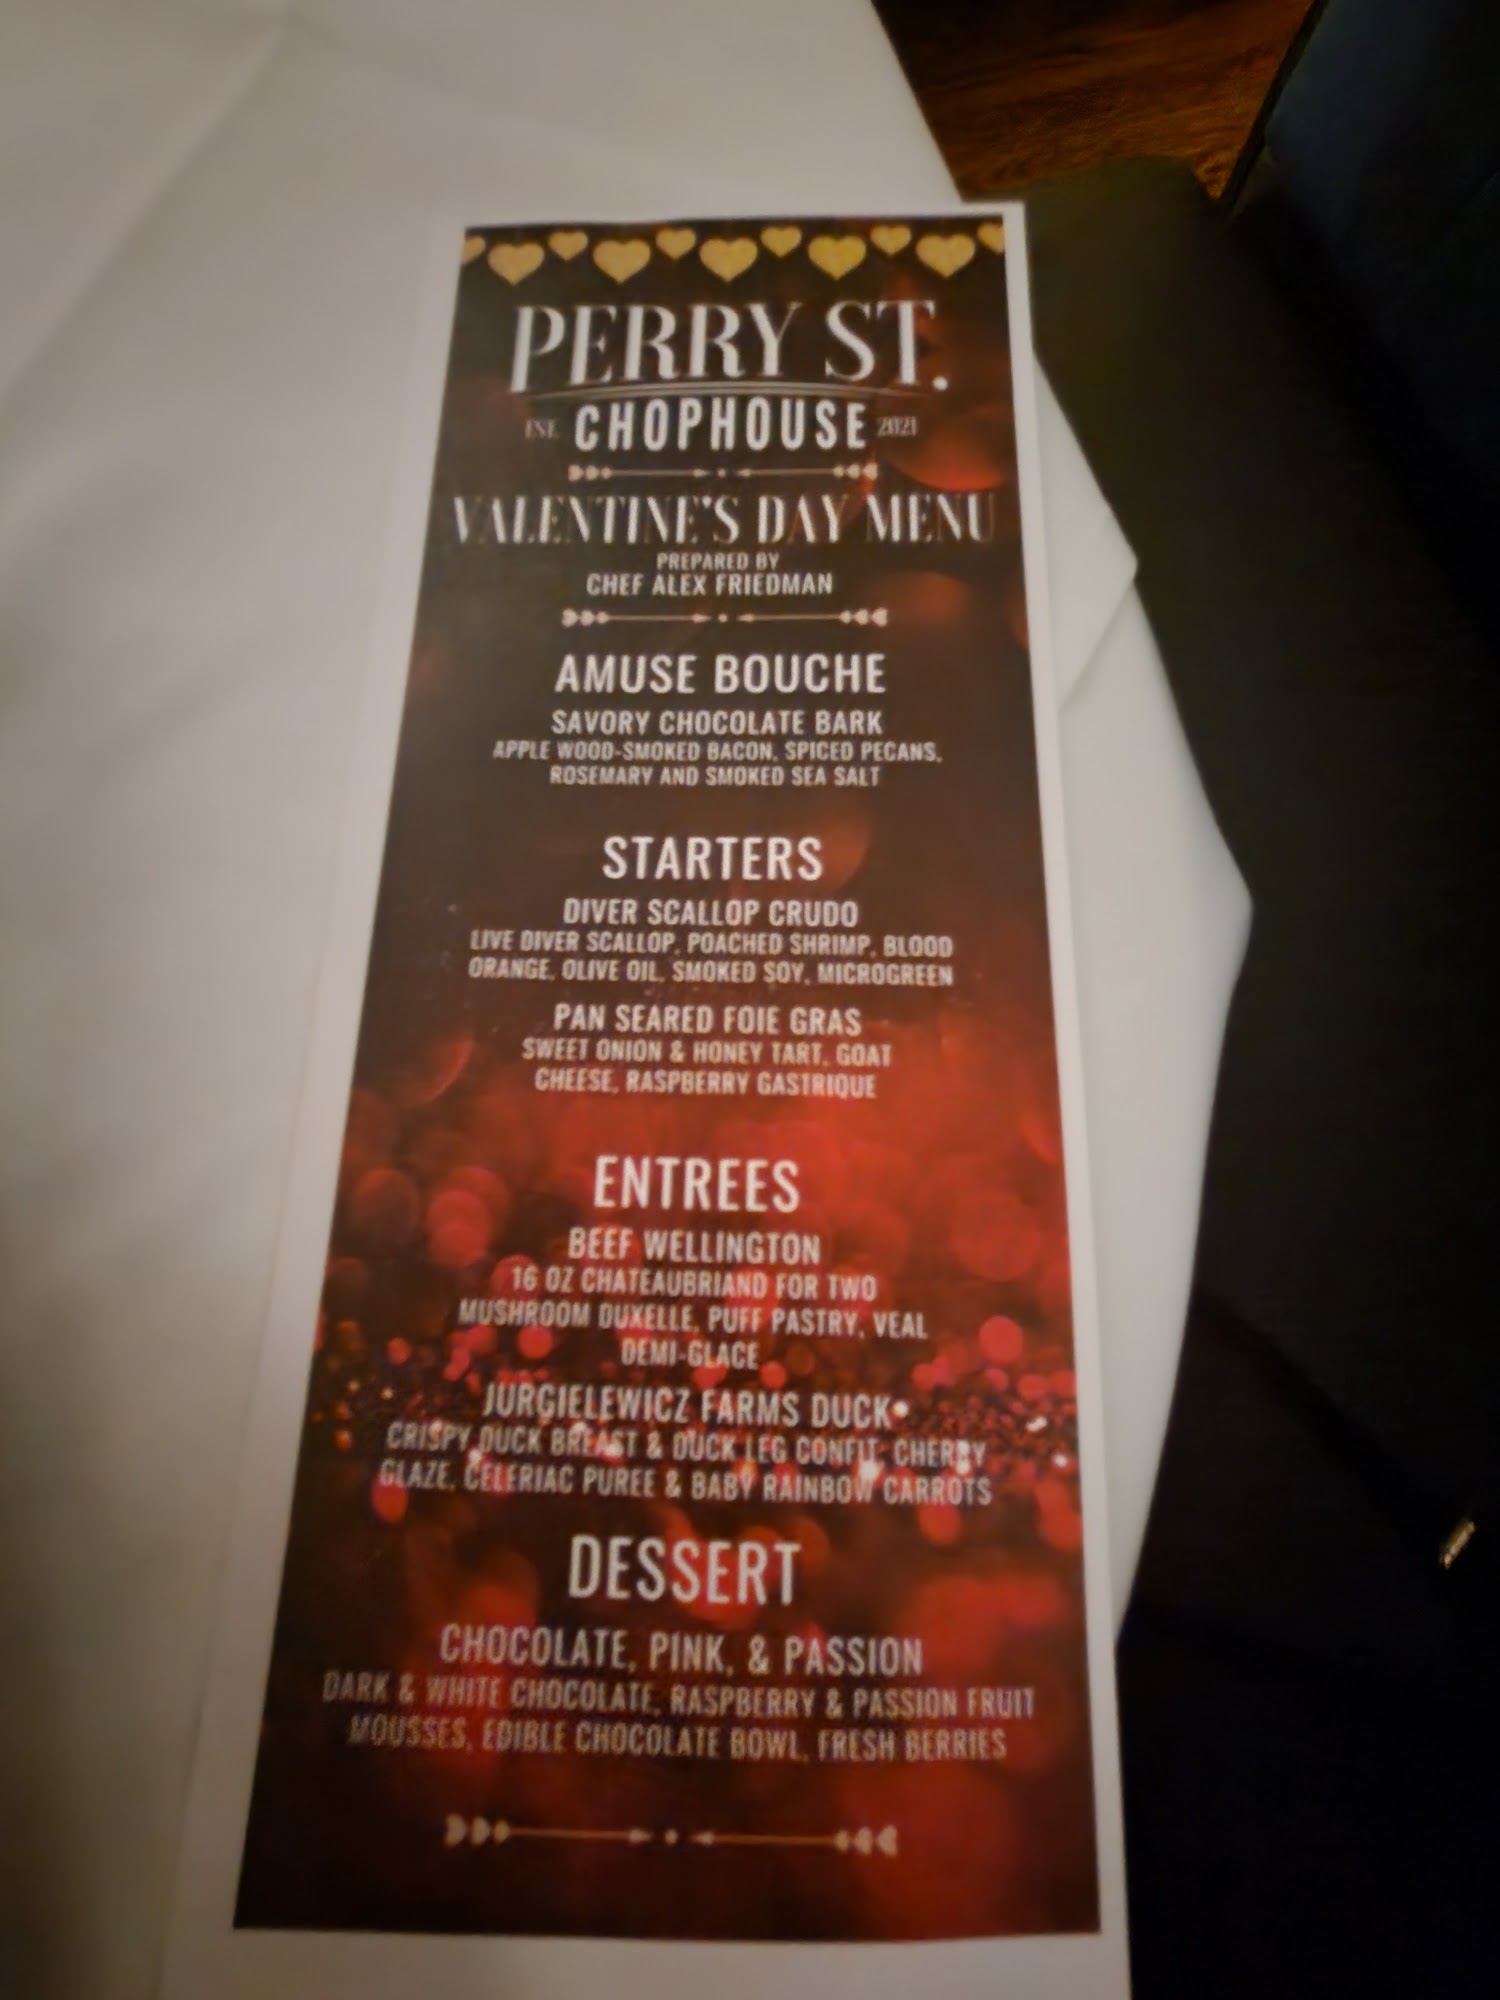 PERRY ST.
EST. CHOPHOUSE 2021
VALENTINE'S DAY MENU
PREPARED BY
CHEF ALEX FRIEDMAN
AMUSE BOUCHE
SAVORY CHOCOLATE BARK
APPLE WOOD-SMOKED BACON, SPICED PECANS,
ROSEMARY AND SMOKED SEA SALT
STARTERS
DIVER SCALLOP CRUDO
LIVE DIVER SCALLOP, POACHED SHRIMP, BLOOD
ORANGE, OLIVE OIL, SMOKED SOY, MICROGREEN
PAN SEARED FOIE GRAS
SWEET ONION & HONEY TART, GOAT
CHEESE, RASPBERRY GASTRIQUE
ENTREES
BEEF WELLINGTON
16 OZ CHATEAUBRIAND FOR TWO
MUSHROOM DUXELLE, PUFF PASTRY, VEAL
DEMI-GLACE
JURGIELEWICZ FARMS DUCK
CRISPY DUCK BREAST & DUCK LEG CONFIT, CHERRY
GLAZE, CELERIAC PUREE & BABY RAINBOW CARROTS
DESSERT
CHOCOLATE, PINK, & PASSION
DARK & WHITE CHOCOLATE, RASPBERRY & PASSION FRUIT
MOUSSES, EDIBLE CHOCOLATE BOWL, FRESH BERRIES